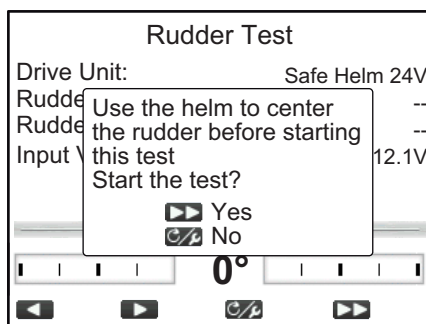 Rudder Test
Drive Unit: Safe Helm 24V
Rudde --
Rudde --
Input V 12.1V
Use the helm to center
the rudder before starting
this test
Start the test?
Yes
No
0°